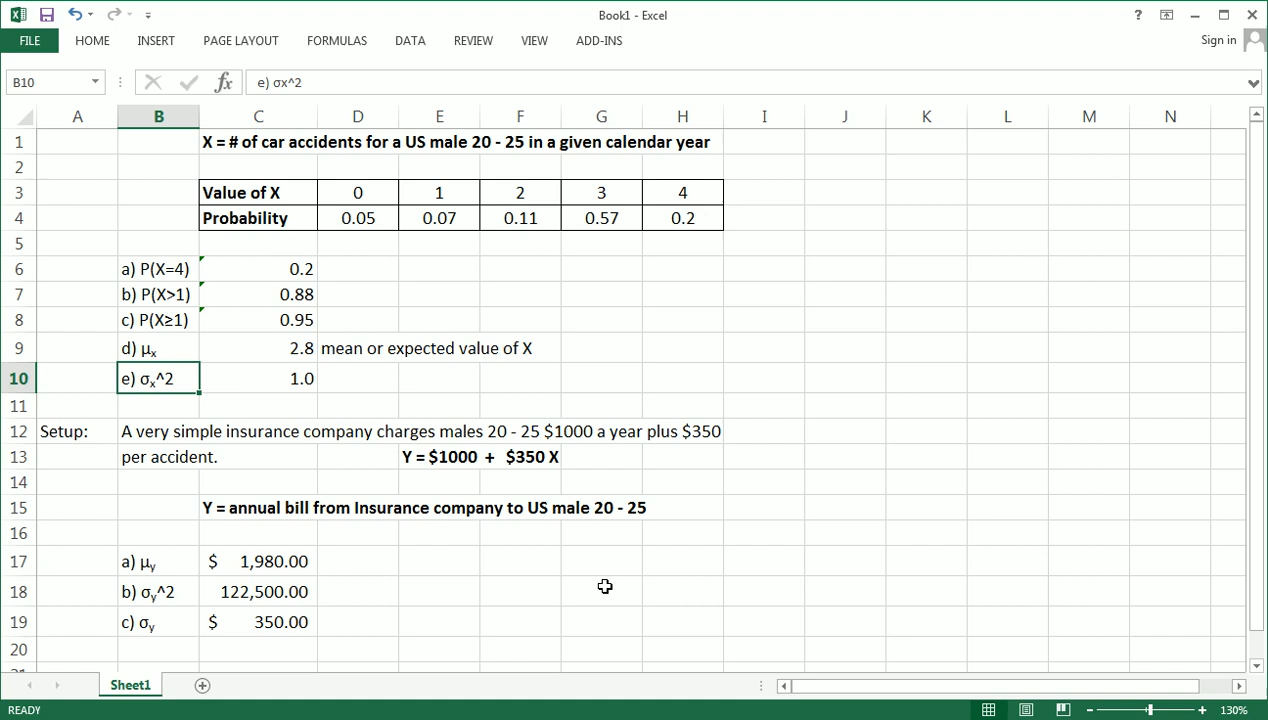 Book1 - Excel
?
FILE HOME INSERT PAGE LAYOUT FORMULAS DATA REVIEW VIEW ADD-INS Sign in
B10 fx e) σx^2
A B C D E F G H I J K L M N
1 X = # of car accidents for a US male 20 - 25 in a given calendar year
2
3 Value of X 0 1 2 3 4
4 Probability 0.05 0.07 0.11 0.57 0.2
5
6 a) P(X=4) 0.2
7 b) P(X>1) 0.88
8 c) P(X≥1) 0.95
9 d) μx 2.8 mean or expected value of X
10 e) σx^2 1.0
11
12 Setup: A very simple insurance company charges males 20 - 25 $1000 a year plus $350
13 per accident. Y = $1000 + $350 X
14
15 Y = annual bill from Insurance company to US male 20 - 25
16
17 a) μy $ 1,980.00
18 b) σy^2 122,500.00
19 c) σy $ 350.00
20
Sheet1
READY 130%